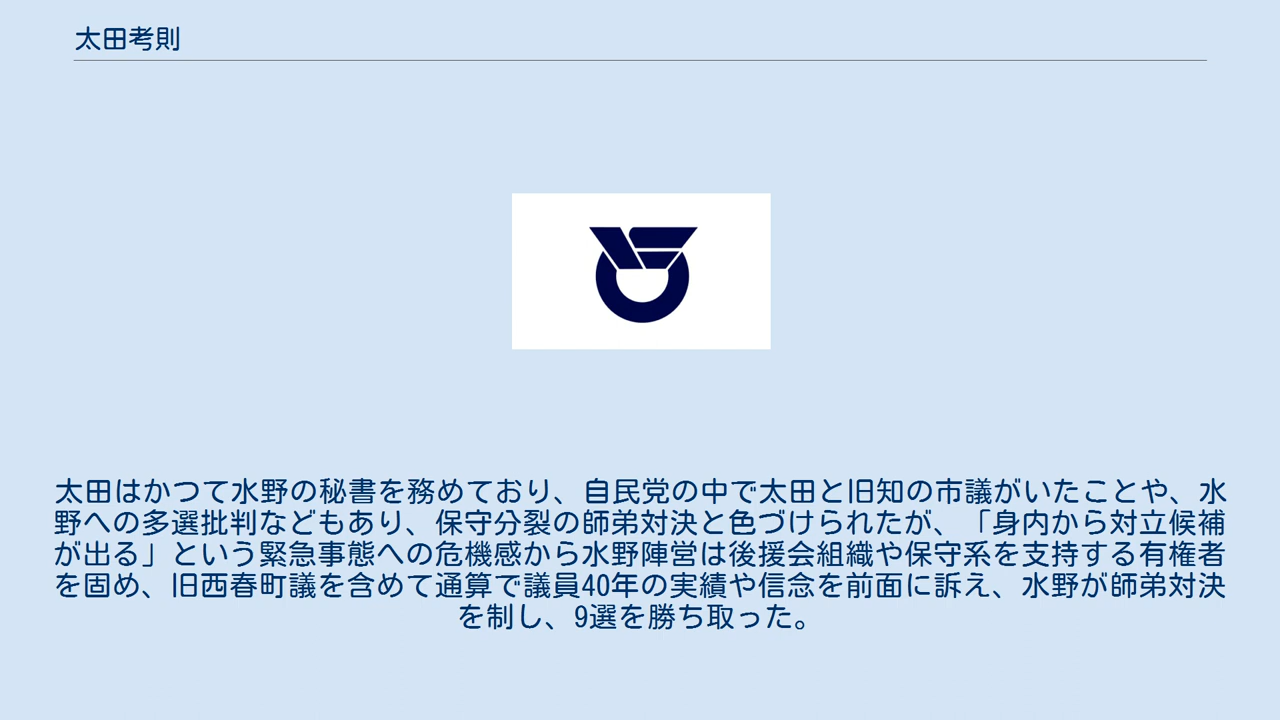 太田考則
太田はかつて水野の秘書を務めており、自民党の中で太田と旧知の市議がいたことや、水
野への多選批判などもあり、保守分裂の師弟対決と色づけられたが、「身内から対立候補
が出る」という緊急事態への危機感から水野陣営は後援会組織や保守系を支持する有権者
を固め、旧西春町議を含めて通算で議員40年の実績や信念を前面に訴え、水野が師弟対決
を制し、9選を勝ち取った。